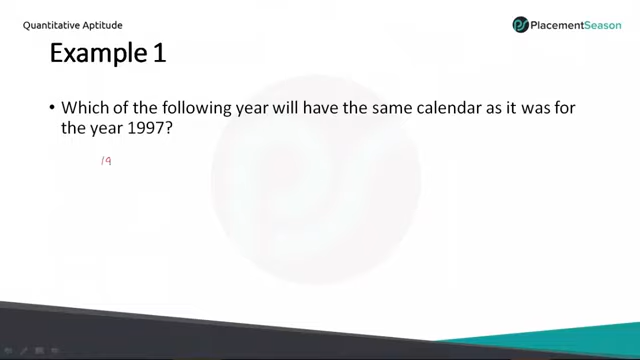 Quantitative Aptitude
PlacementSeason
Example 1
• Which of the following year will have the same calendar as it was for
the year 1997?
19